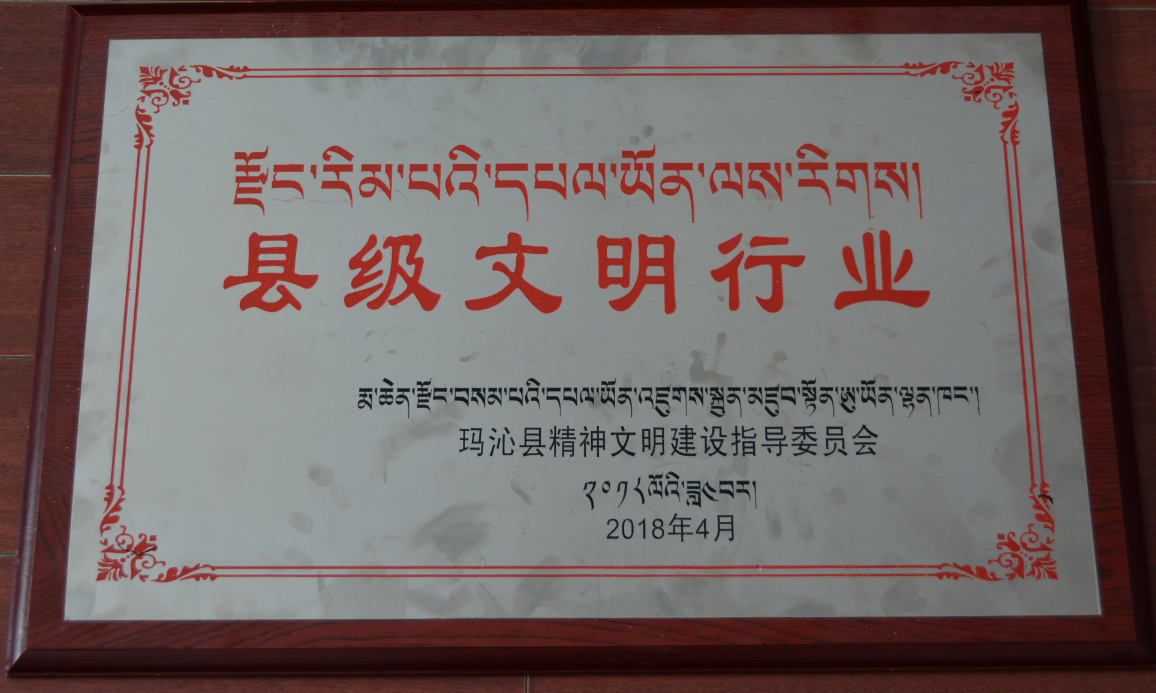 རྫོང་རིམ་པའི་དཔལ་ཡོན་ལས་རིགས།
县级文明行业
མ་ཆེན་རྫོང་བསམ་པའི་དཔལ་ཡོན་འཛུགས་སྐྲུན་མཛུབ་སྟོན་ཨུ་ཡོན་ལྷན་ཁང་།
玛沁县精神文明建设指导委员会
༢༠༡༨ལོའི་ཟླ༤བར།
2018年4月